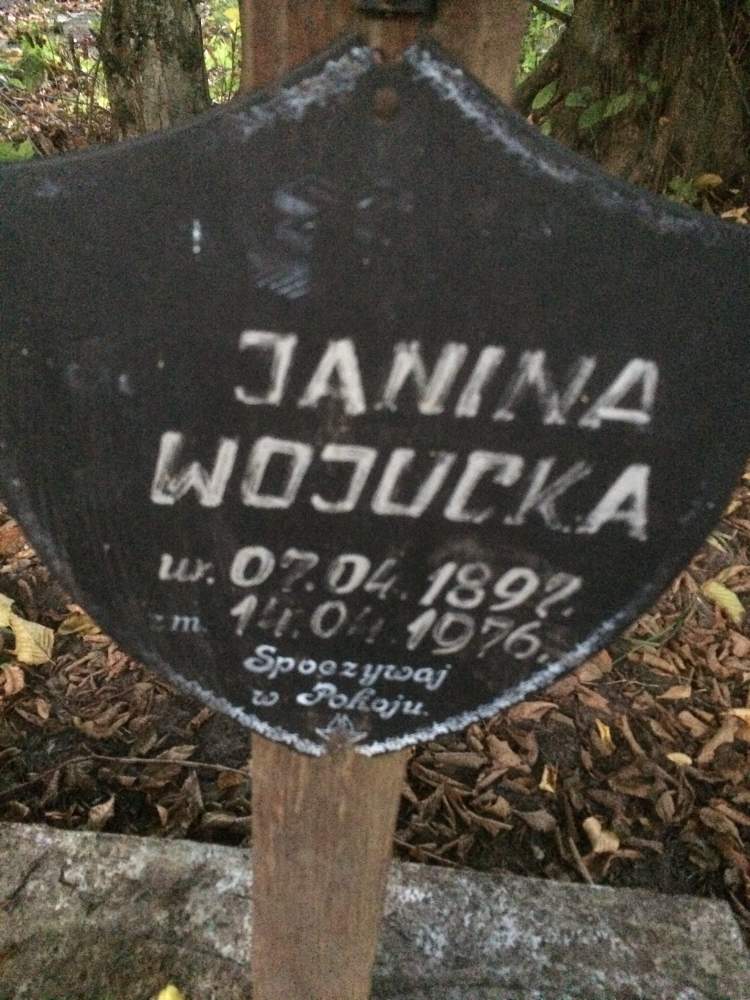 JANINA
WOJUCKA
ur. 07.04.1897.
zm. 14.04.1976.
Spoczywaj
w Pokoju.